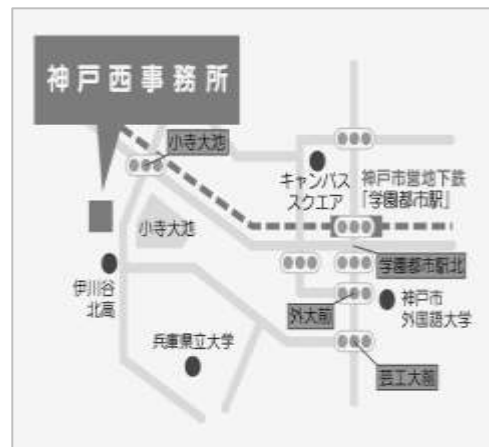 神戸西事務所
小寺大池
キャンパス
スクエア
神戸市営地下鉄
「学園都市駅」
小寺大池
学園都市駅北
伊川谷
北高
外大前
神戸市
外国語大学
兵庫県立大学
芸工大前